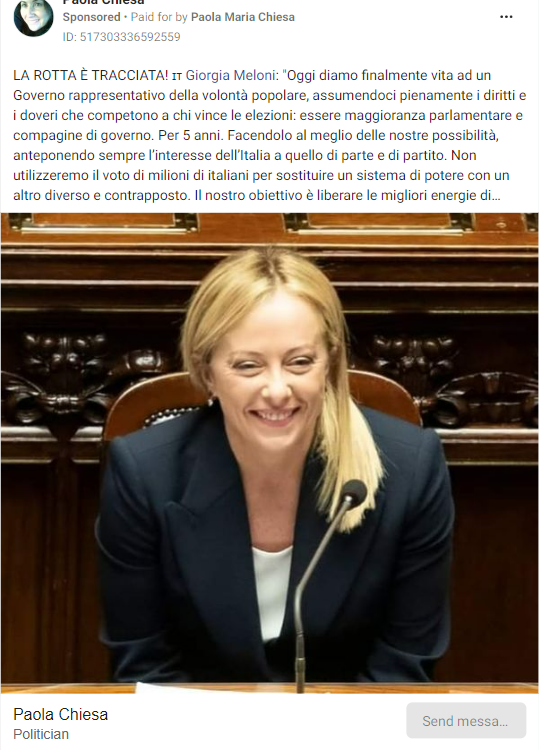 Paola Chiesa
Sponsored • Paid for by Paola Maria Chiesa
ID: 517303336592559
LA ROTTA È TRACCIATA! ɪᴛ Giorgia Meloni: "Oggi diamo finalmente vita ad un
Governo rappresentativo della volontà popolare, assumendoci pienamente i diritti e
i doveri che competono a chi vince le elezioni: essere maggioranza parlamentare e
compagine di governo. Per 5 anni. Facendolo al meglio delle nostre possibilità,
anteponendo sempre l’interesse dell’Italia a quello di parte e di partito. Non
utilizzeremo il voto di milioni di italiani per sostituire un sistema di potere con un
altro diverso e contrapposto. Il nostro obiettivo è liberare le migliori energie di…
Paola Chiesa
Politician
Send messa…